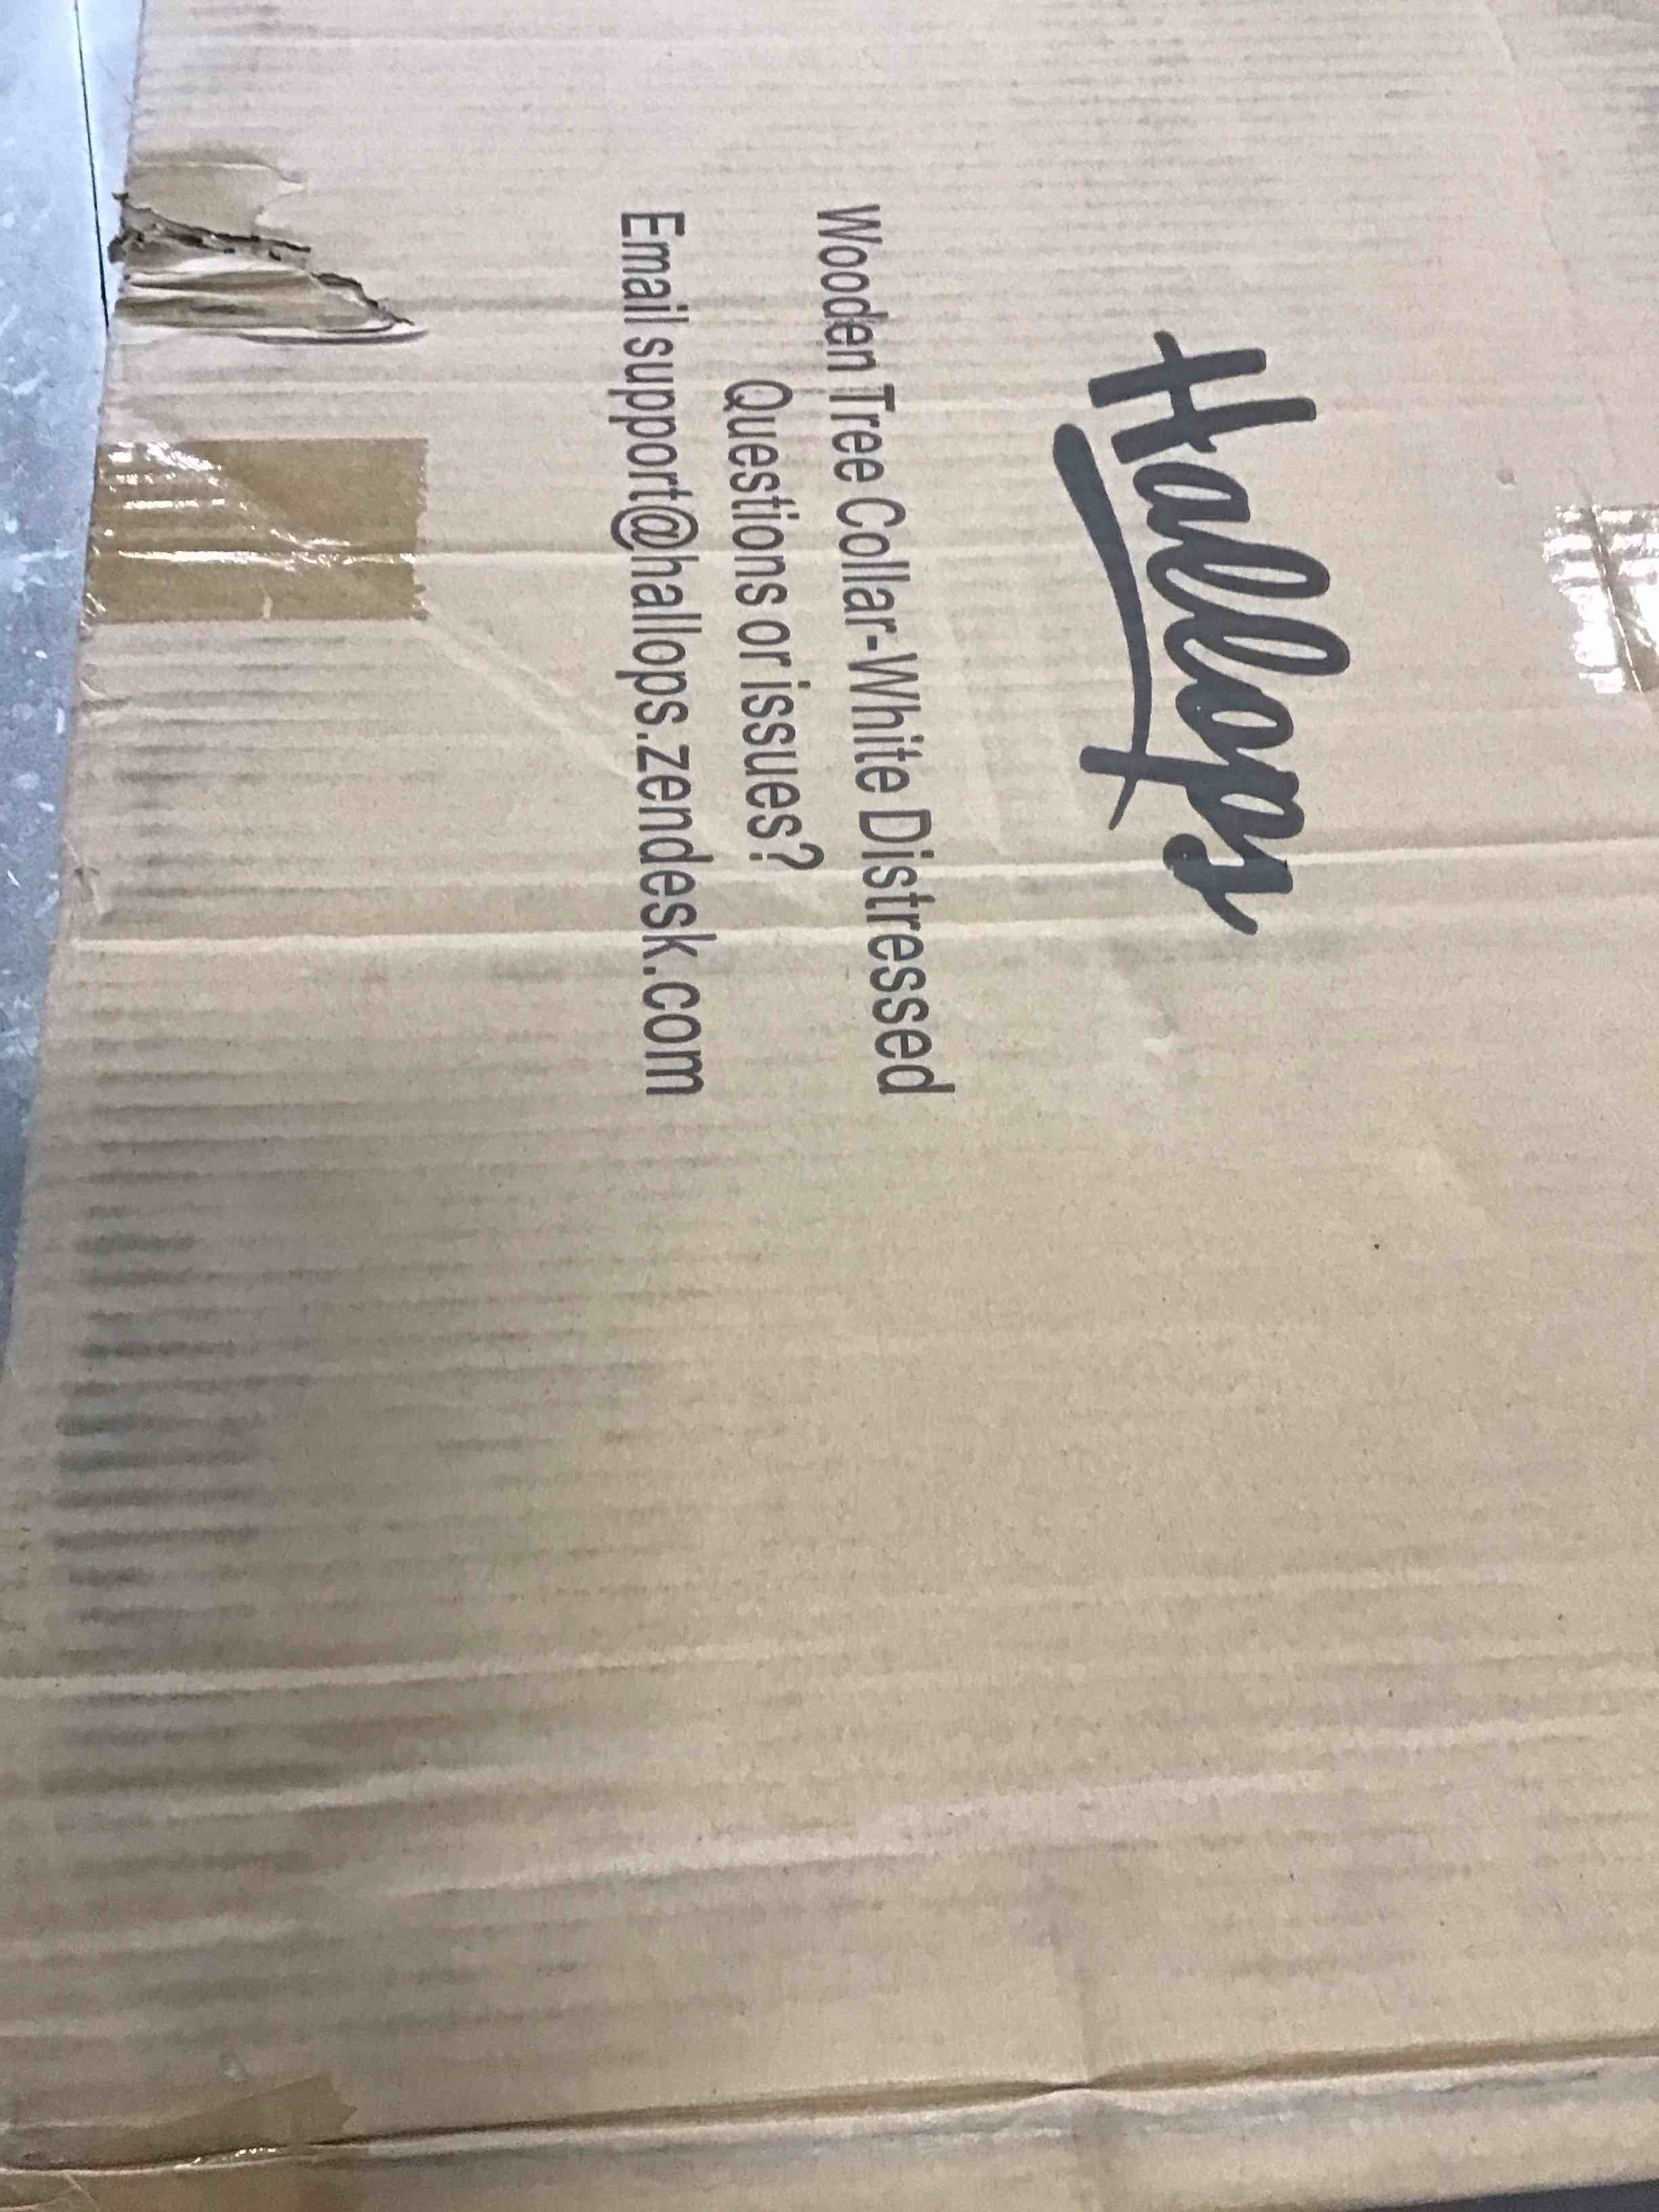 Hallops
Wooden Tree Collar-White Distressed
Questions or issues?
Email support@hallops.zendesk.com